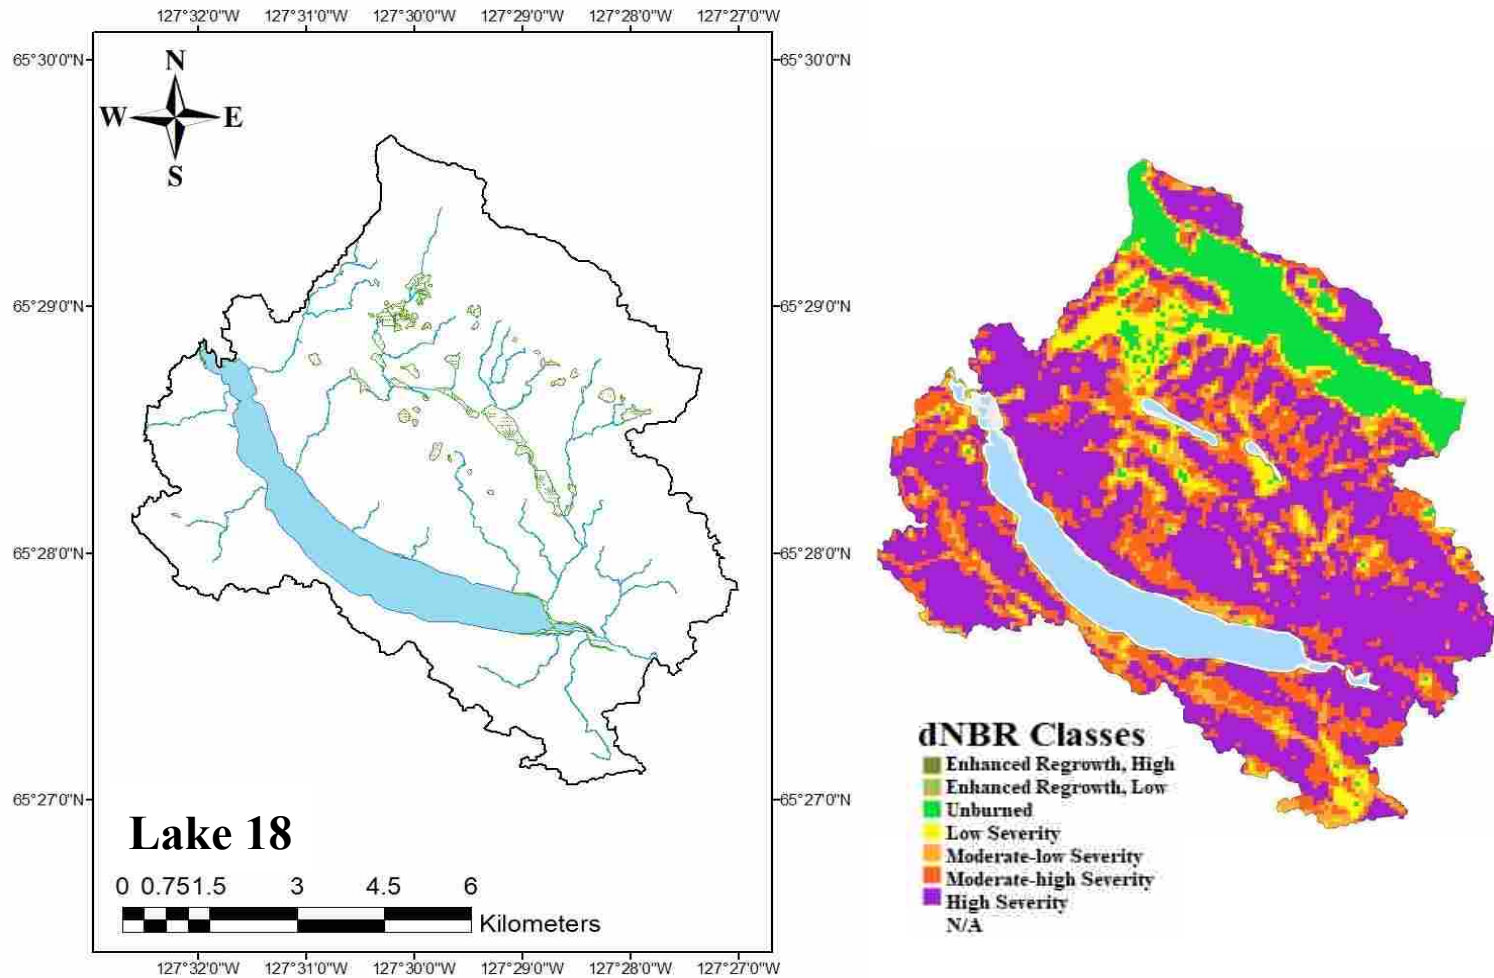 127°32'0"W 127°31'0"W 127°30'0"W 127°29'0"W 127°28'0"W 127°27'0"W
65°30'0"N 65°30'0"N
N
W E
S
65°29'0"N 65°29'0"N
65°28'0"N 65°28'0"N
65°27'0"N 65°27'0"N
Lake 18
0 0.75 1.5 3 4.5 6
Kilometers
127°32'0"W 127°31'0"W 127°30'0"W 127°29'0"W 127°28'0"W 127°27'0"W
dNBR Classes
Enhanced Regrowth, High
Enhanced Regrowth, Low
Unburned
Low Severity
Moderate-low Severity
Moderate-high Severity
High Severity
N/A